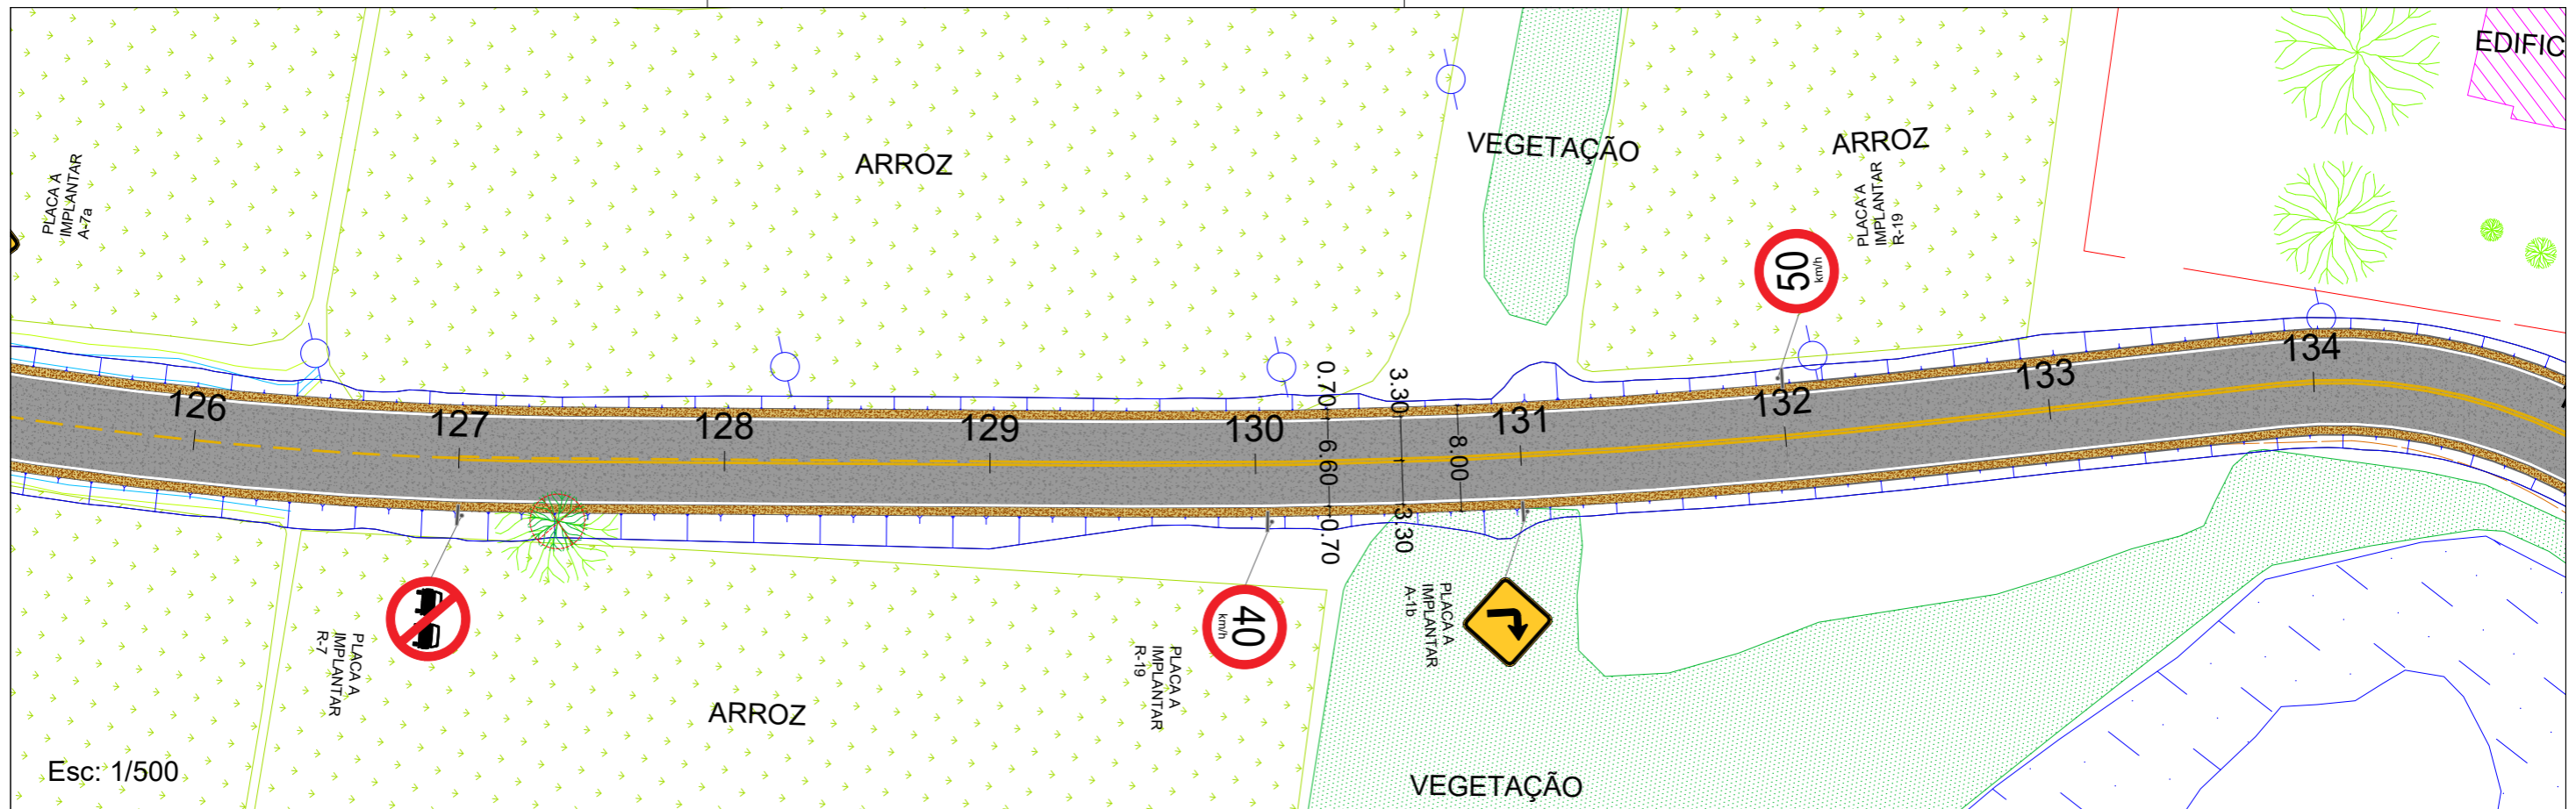 EDIFIC
VEGETAÇÃO
ARROZ
ARROZ
PLACA A
IMPLANTAR
A-7a
PLACA A
IMPLANTAR
R-19
50
km/h
126
127
128
129
130
131
132
133
134
0.70
6.60
0.70
3.30
3.30
8.00
40
km/h
PLACA A
IMPLANTAR
R-7
PLACA A
IMPLANTAR
R-19
PLACA A
IMPLANTAR
A-1b
ARROZ
Esc: 1/500
VEGETAÇÃO